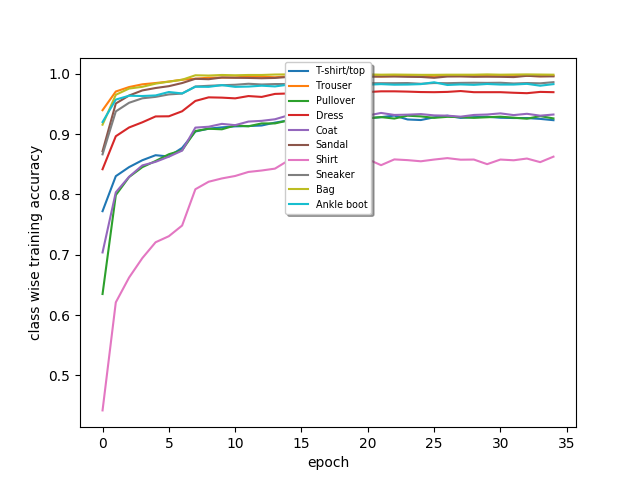 1.0
0.9
0.8
0.7
0.6
0.5
class wise training accuracy
T-shirt/top
Trouser
Pullover
Dress
Coat
Sandal
Shirt
Sneaker
Bag
Ankle boot
0 5 10 15 20 25 30 35
epoch